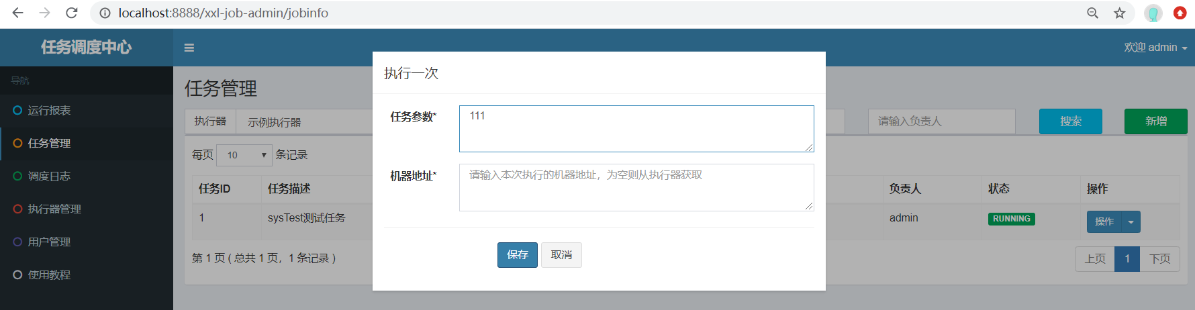 localhost:8888/xxl-job-admin/jobinfo
任务调度中心
欢迎 admin
导航
运行报表
任务管理
调度日志
执行器管理
用户管理
使用教程
任务管理
执行器 示例执行器
请输入负责人 搜索 新增
每页 10 条记录
任务ID 任务描述 负责人 状态 操作
1 sysTest测试任务 admin RUNNING 操作
第 1 页 ( 总共 1 页, 1 条记录 ) 上页 1 下页
执行一次
任务参数* 111
机器地址* 请输入本次执行的机器地址，为空则从执行器获取
保存 取消